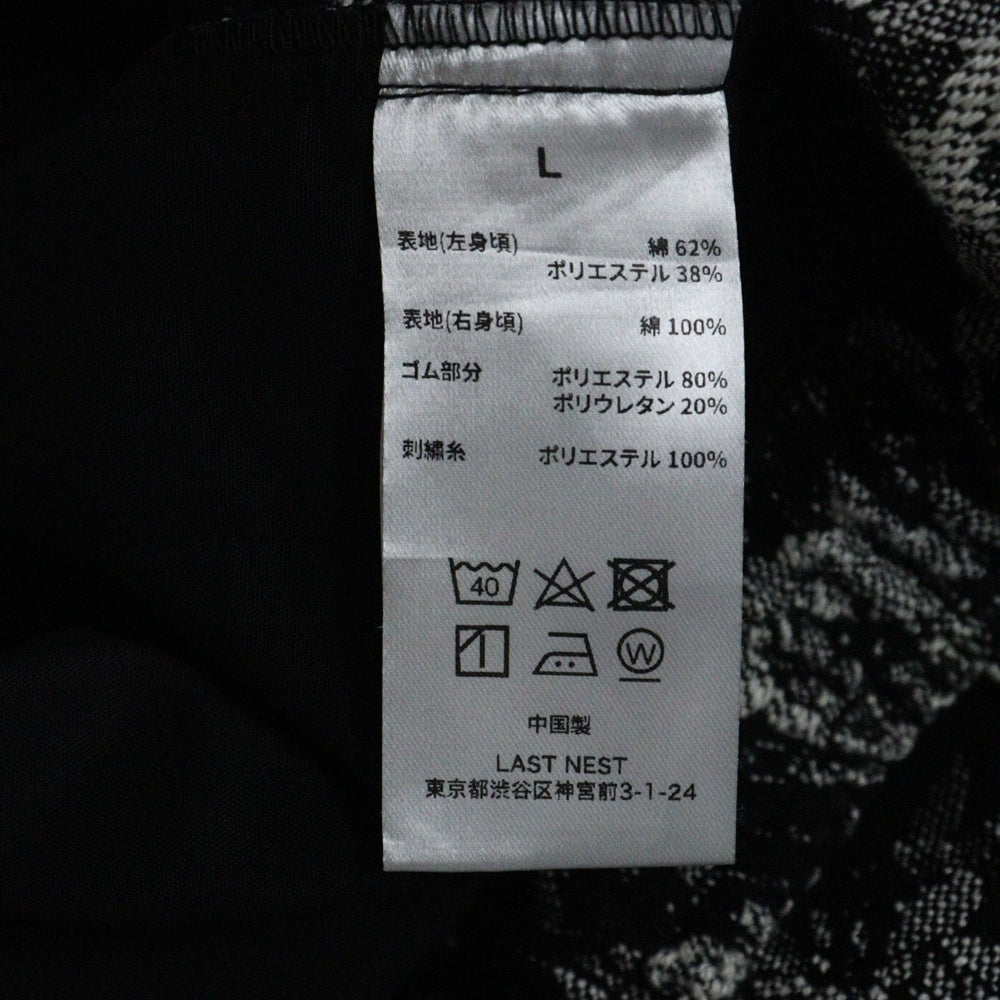 L
表地(左身頃) 綿 62%
ポリエステル 38%
表地(右身頃) 綿 100%
ゴム部分 ポリエステル 80%
ポリウレタン 20%
刺繍糸 ポリエステル 100%
40
W
中国製
LAST NEST
東京都渋谷区神宮前3-1-24